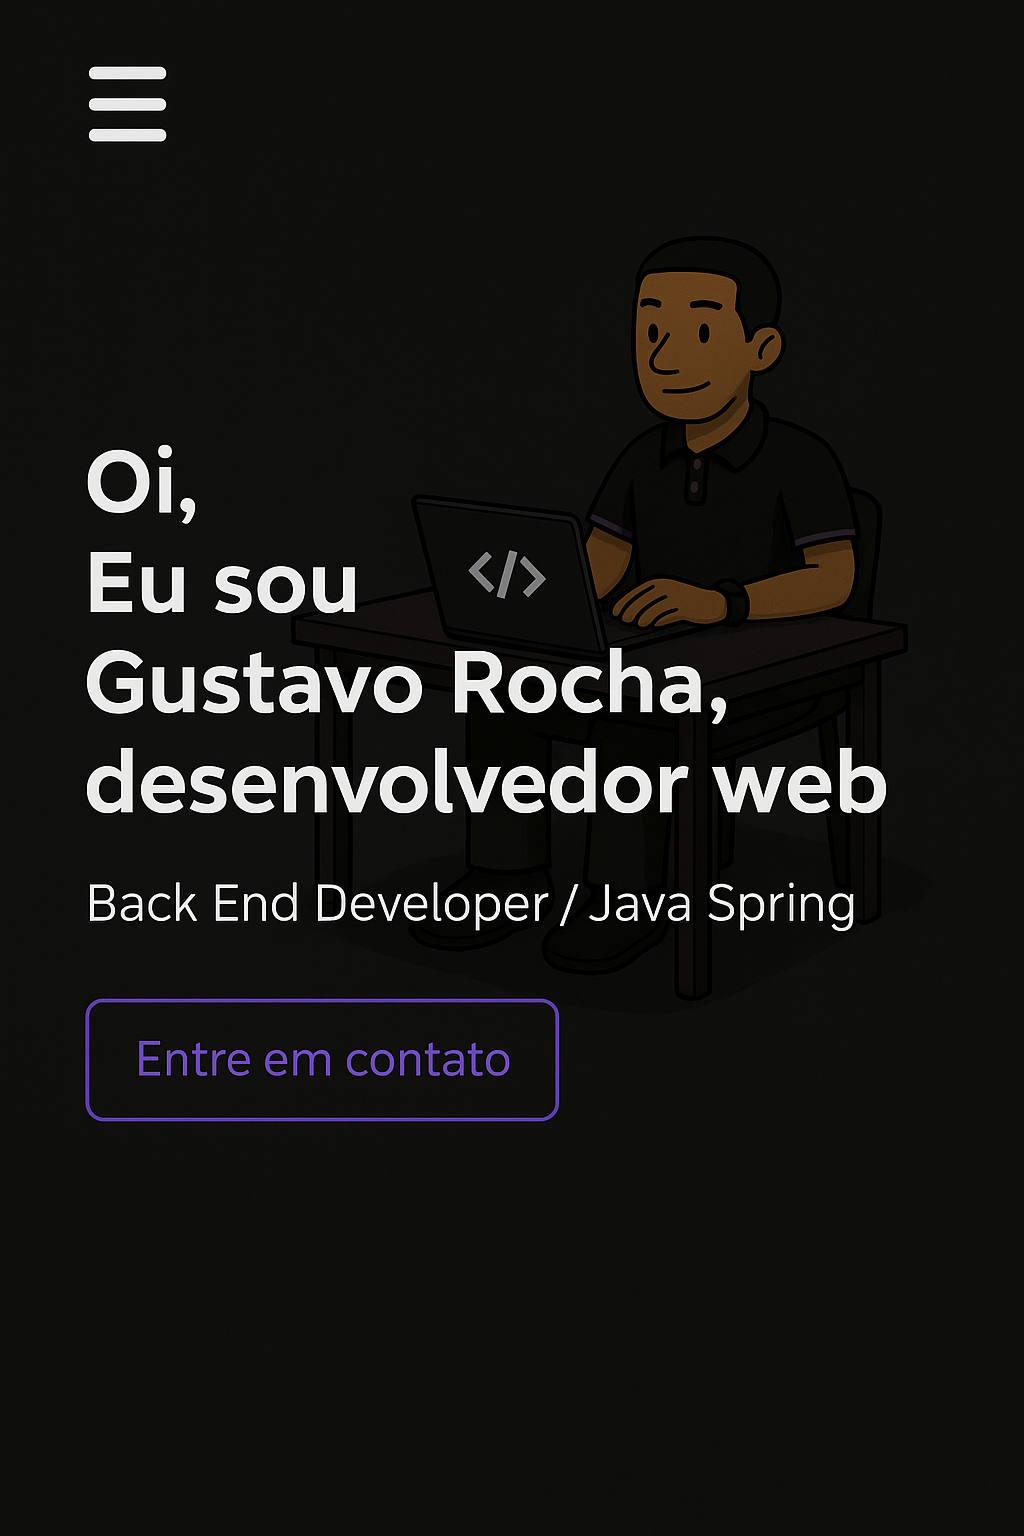 Oi,
</>
Eu sou
Gustavo Rocha,
desenvolvedor web
Back End Developer / Java Spring
Entre em contato